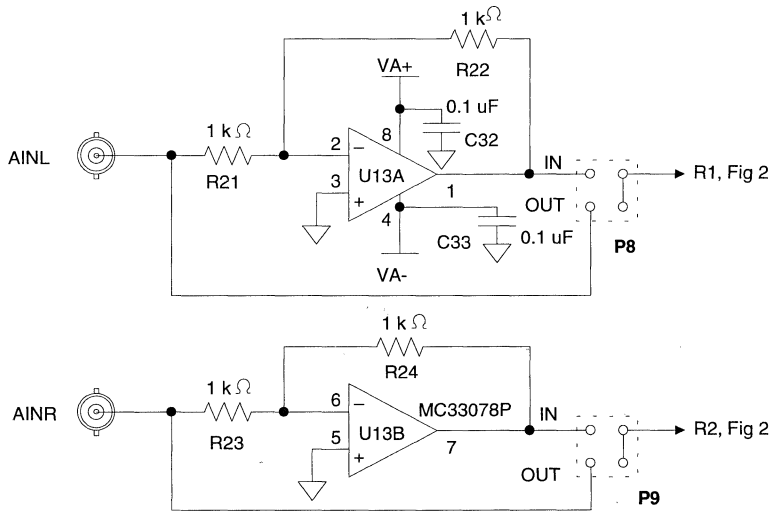 1 kΩ
R22
VA+
0.1 uF
8
C32
1 kΩ
AINL
R21
2
−
U13A
3
+
1
IN
R1, Fig 2
OUT
4
C33
0.1 uF
P8
VA-
1 kΩ
R24
1 kΩ
AINR
R23
6
−
MC33078P
U13B
5
+
7
IN
R2, Fig 2
OUT
P9